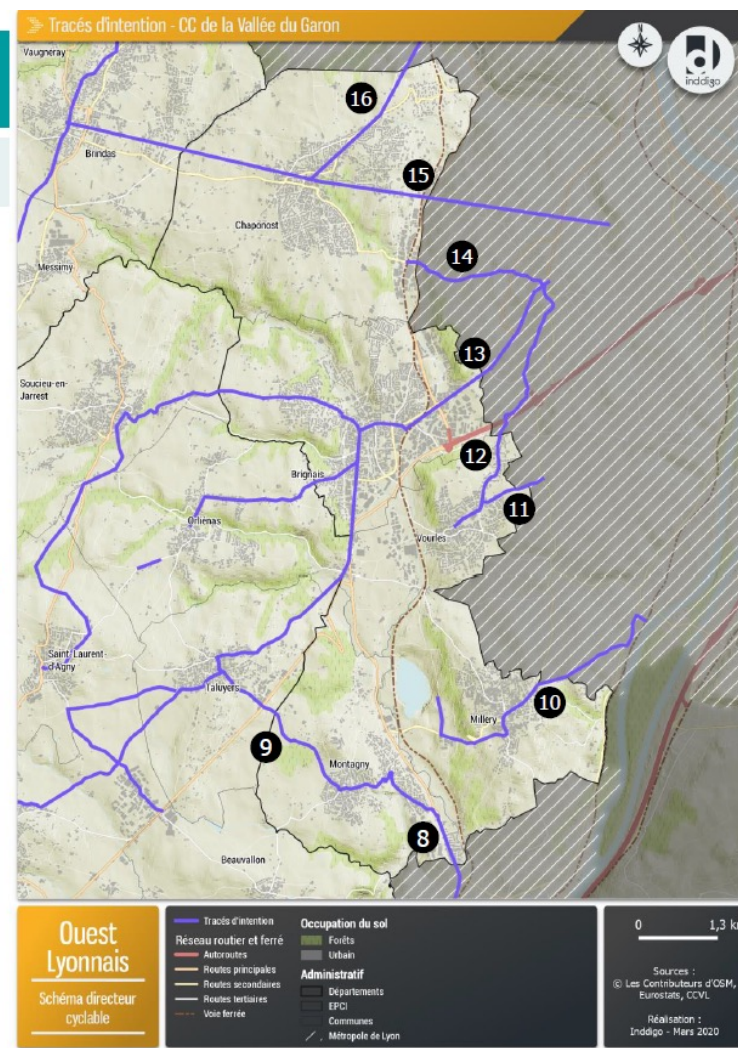 Tracés d'intention - CC de la Vallée du Garon
inddigo
Vaugneray
16
Brindas
15
Chaponost
14
Messimy
13
Soucieu-en-
Jarrest
12
Brignais
11
Orliénas
Vourles
Saint-Laurent-
d'Agny
Taluyers
10
Millery
9
Montagny
8
Beauvallon
Ouest
Lyonnais
Schéma directeur
cyclable
Tracés d'intention
Réseau routier et ferré
Autoroutes
Routes principales
Routes secondaires
Routes tertiaires
Voie ferrée
Occupation du sol
Forêts
Urbain
Administratif
Départements
EPCI
Communes
Métropole de Lyon
0 1,3 km
Sources :
© Les Contributeurs d'OSM,
Eurostats, CCVL
Réalisation :
Inddigo - Mars 2020